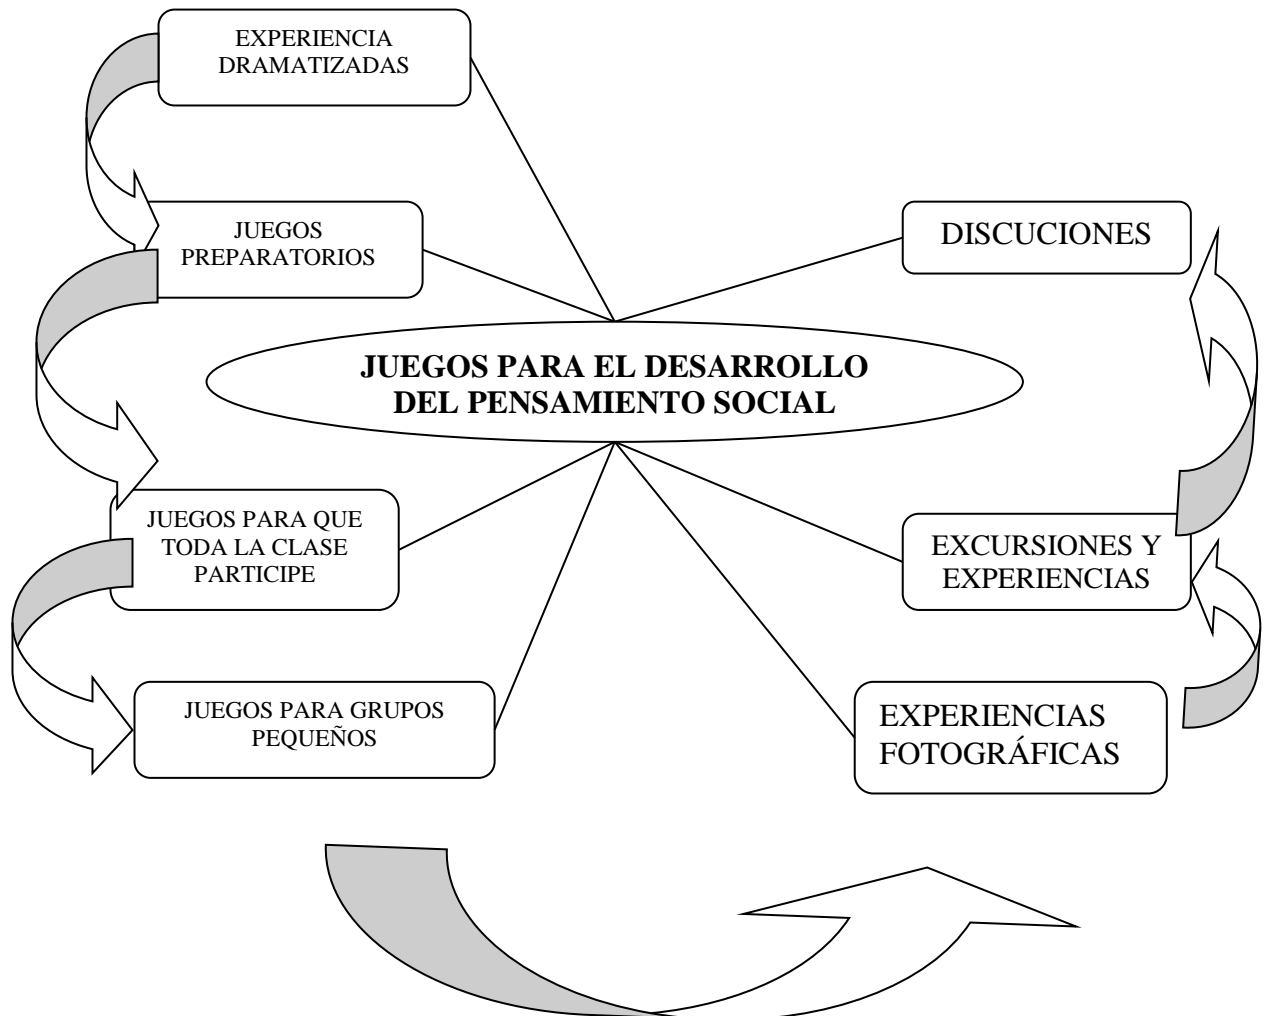 EXPERIENCIA
DRAMATIZADAS
JUEGOS
PREPARATORIOS
DISCUCIONES
JUEGOS PARA EL DESARROLLO
DEL PENSAMIENTO SOCIAL
JUEGOS PARA QUE
TODA LA CLASE
PARTICIPE
EXCURSIONES Y
EXPERIENCIAS
JUEGOS PARA GRUPOS
PEQUEÑOS
EXPERIENCIAS
FOTOGRÁFICAS